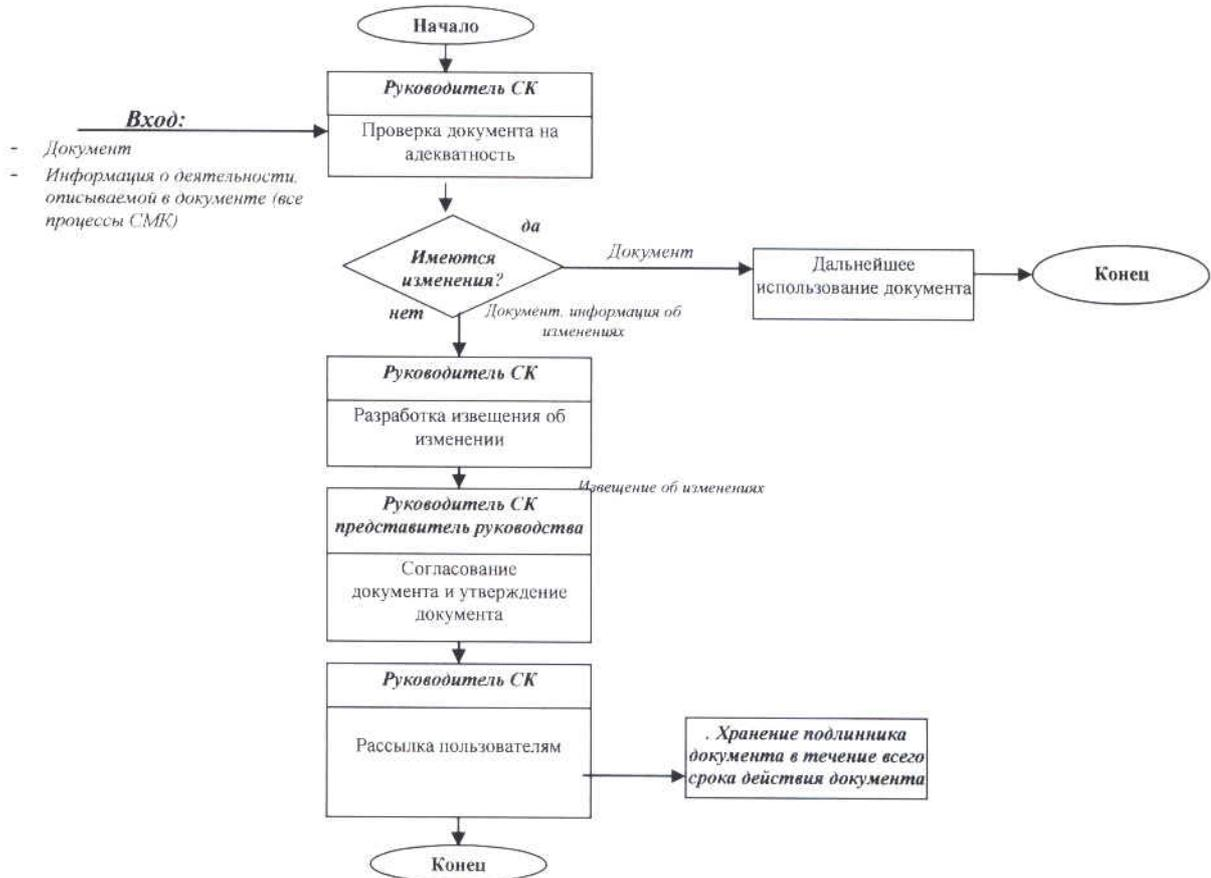 Начало
Руководитель СК
Вход:
Проверка документа на
адекватность
- Документ
- Информация о деятельности,
описываемой в документе (все
процессы СМК)
да
Имеются
изменения?
Документ
Дальнейшее
использование документа
Конец
нет
Документ, информация об
изменениях
Руководитель СК
Разработка извещения об
изменении
Извещение об изменениях
Руководитель СК
представитель руководства
Согласование
документа и утверждение
документа
Руководитель СК
Рассылка пользователям
. Хранение подлинника
документа в течение всего
срока действия документа
Конец